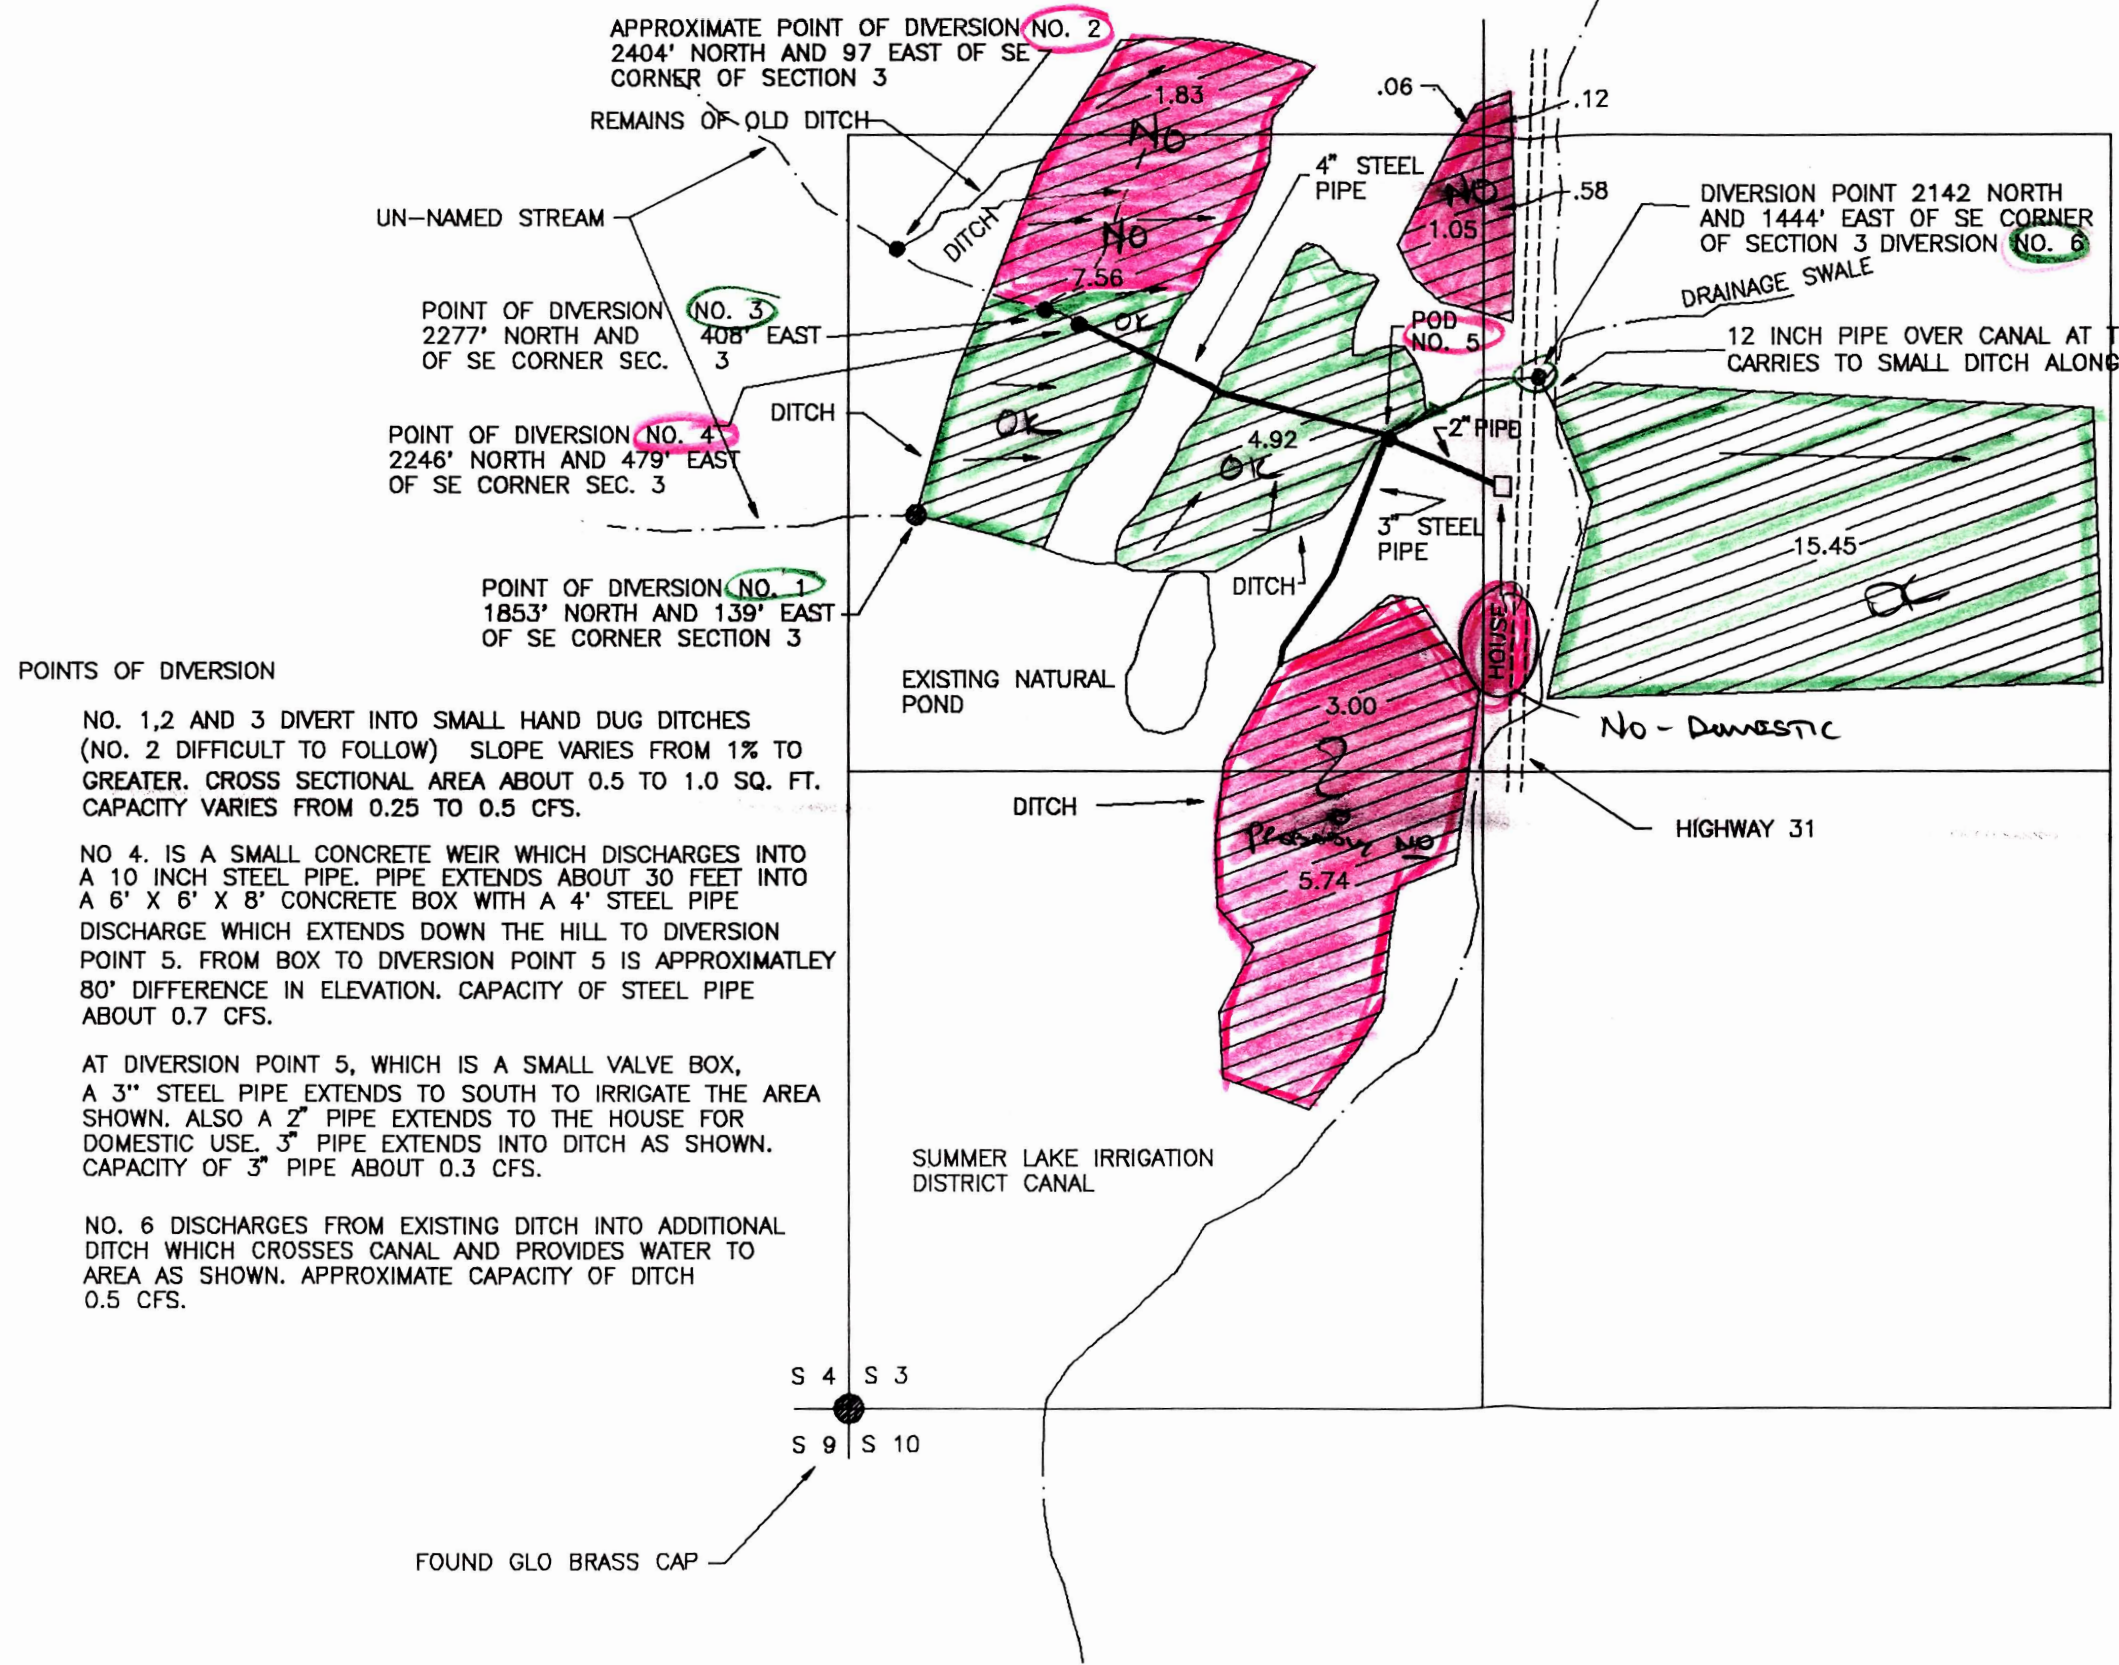 APPROXIMATE POINT OF DIVERSION NO. 2
2404' NORTH AND 97 EAST OF SE
CORNER OF SECTION 3
REMAINS OF OLD DITCH
UN-NAMED STREAM
DITCH
1.83
NO
NO
7.56
OK
OK
4" STEEL
PIPE
.06
.12
NO
.58
1.05
DIVERSION POINT 2142 NORTH
AND 1444' EAST OF SE CORNER
OF SECTION 3 DIVERSION NO. 6
DRAINAGE SWALE
12 INCH PIPE OVER CANAL AT T
CARRIES TO SMALL DITCH ALONG
POINT OF DIVERSION NO. 3
2277' NORTH AND 408' EAST
OF SE CORNER SEC. 3
POD
NO. 5
DITCH
POINT OF DIVERSION NO. 4
2246' NORTH AND 479' EAST
OF SE CORNER SEC. 3
4.92
OK
2" PIPE
3" STEEL
PIPE
DITCH
15.45
OK
POINT OF DIVERSION NO. 1
1853' NORTH AND 139' EAST
OF SE CORNER SECTION 3
HOUSE
NO - DOMESTIC
EXISTING NATURAL
POND
3.00
?
PROBABLY NO
5.74
DITCH
HIGHWAY 31
POINTS OF DIVERSION
NO. 1,2 AND 3 DIVERT INTO SMALL HAND DUG DITCHES
(NO. 2 DIFFICULT TO FOLLOW) SLOPE VARIES FROM 1% TO
GREATER. CROSS SECTIONAL AREA ABOUT 0.5 TO 1.0 SQ. FT.
CAPACITY VARIES FROM 0.25 TO 0.5 CFS.
NO 4. IS A SMALL CONCRETE WEIR WHICH DISCHARGES INTO
A 10 INCH STEEL PIPE. PIPE EXTENDS ABOUT 30 FEET INTO
A 6' X 6' X 8' CONCRETE BOX WITH A 4' STEEL PIPE
DISCHARGE WHICH EXTENDS DOWN THE HILL TO DIVERSION
POINT 5. FROM BOX TO DIVERSION POINT 5 IS APPROXIMATLEY
80' DIFFERENCE IN ELEVATION. CAPACITY OF STEEL PIPE
ABOUT 0.7 CFS.
AT DIVERSION POINT 5, WHICH IS A SMALL VALVE BOX,
A 3" STEEL PIPE EXTENDS TO SOUTH TO IRRIGATE THE AREA
SHOWN. ALSO A 2" PIPE EXTENDS TO THE HOUSE FOR
DOMESTIC USE. 3" PIPE EXTENDS INTO DITCH AS SHOWN.
CAPACITY OF 3" PIPE ABOUT 0.3 CFS.
NO. 6 DISCHARGES FROM EXISTING DITCH INTO ADDITIONAL
DITCH WHICH CROSSES CANAL AND PROVIDES WATER TO
AREA AS SHOWN. APPROXIMATE CAPACITY OF DITCH
0.5 CFS.
SUMMER LAKE IRRIGATION
DISTRICT CANAL
S 4 S 3
S 9 S 10
FOUND GLO BRASS CAP